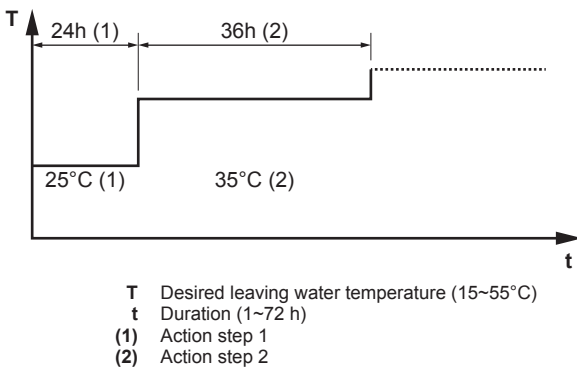 T
24h (1) 36h (2)
25°C (1) 35°C (2)
t
T Desired leaving water temperature (15~55°C)
t Duration (1~72 h)
(1) Action step 1
(2) Action step 2